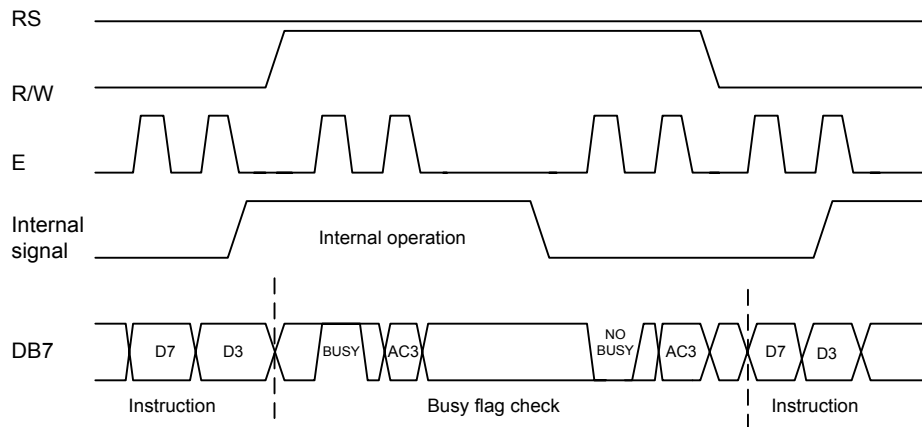 RS
R/W
E
Internal
signal
Internal operation
DB7
D7
D3
BUSY
AC3
NO
BUSY
AC3
D7
D3
Instruction
Busy flag check
Instruction